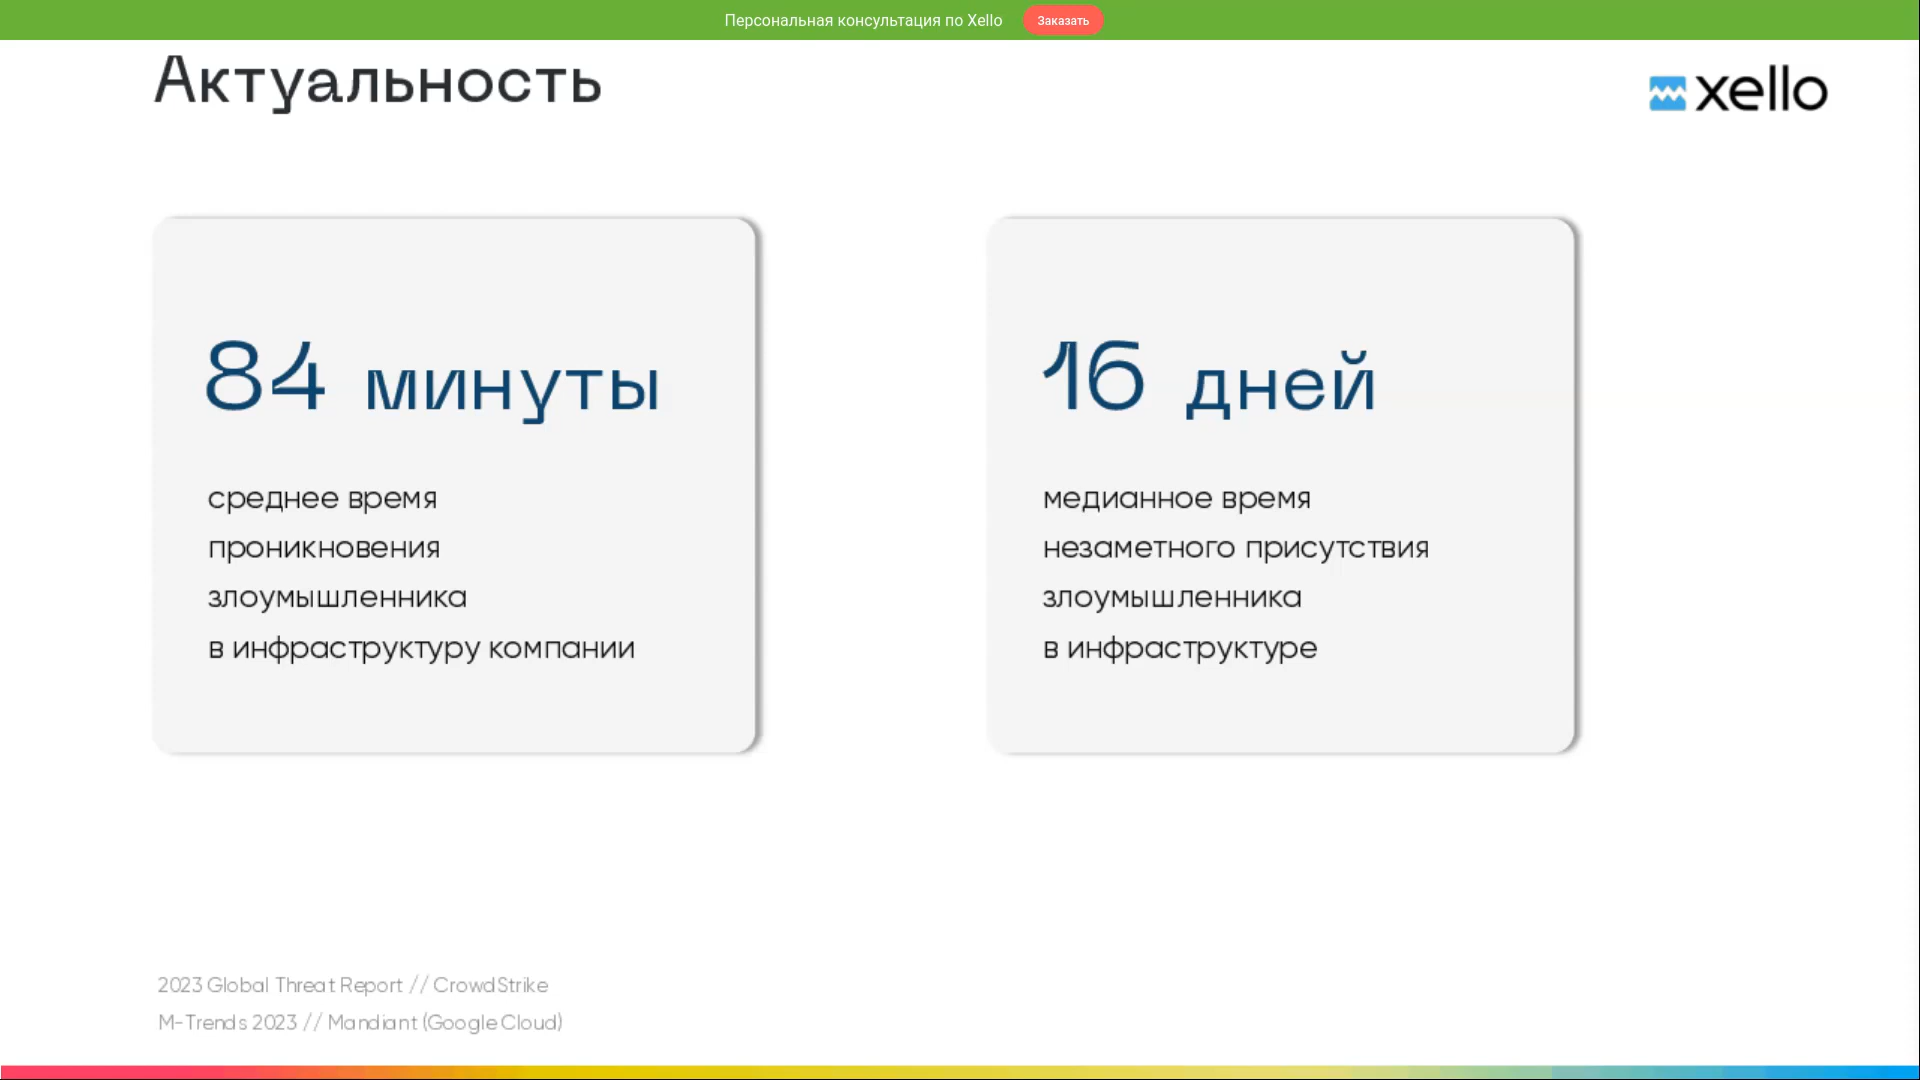 Персональная консультация по Xello
Заказать
Актуальность
xello
84 минуты
среднее время
проникновения
злоумышленника
в инфраструктуру компании
16 дней
медианное время
незаметного присутствия
злоумышленника
в инфраструктуре
2023 Global Threat Report // CrowdStrike
M-Trends 2023 // Mandiant (Google Cloud)